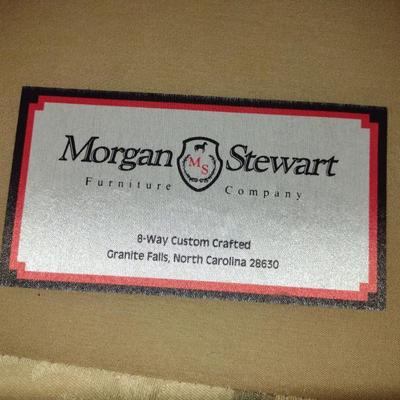 Morgan MS Stewart
Furniture Company
8-Way Custom Crafted
Granite Falls, North Carolina 28630